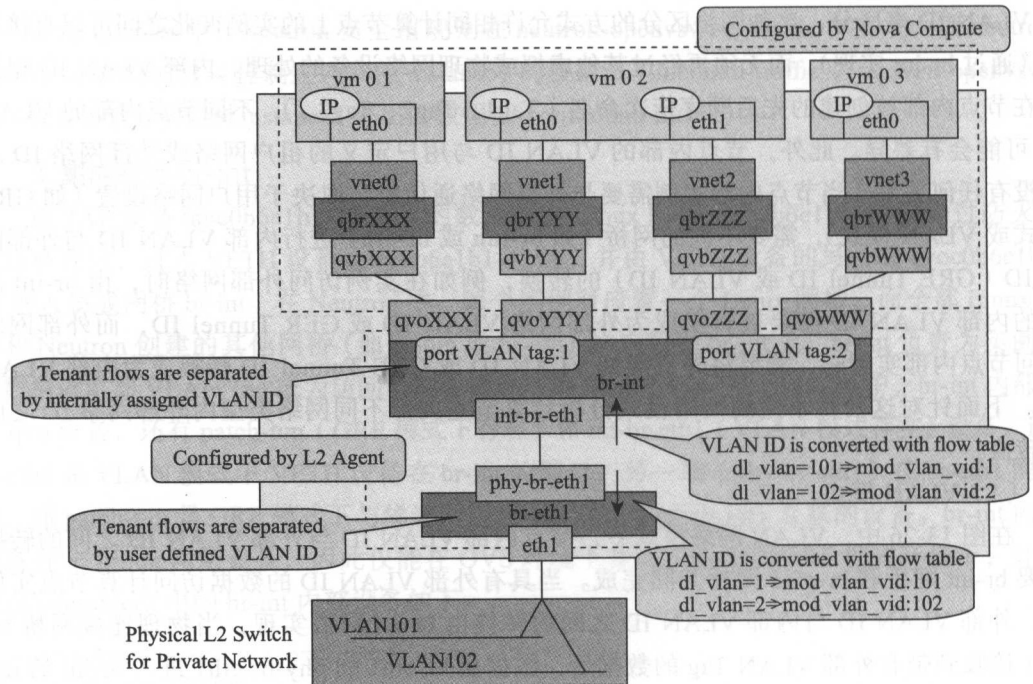 Configured by Nova Compute
vm 0 1
vm 0 2
vm 0 3
IP
IP
IP
IP
eth0
eth0
eth1
eth0
vnet0
vnet1
vnet2
vnet3
qbrXXX
qbrYYY
qbrZZZ
qbrWWW
qvbXXX
qvbYYY
qvbZZZ
qvbWWW
qvoXXX
qvoYYY
qvoZZZ
qvoWWW
port VLAN tag:1
port VLAN tag:2
Tenant flows are separated
by internally assigned VLAN ID
br-int
int-br-eth1
VLAN ID is converted with flow table
dl_vlan=101⇒mod_vlan_vid:1
dl_vlan=102⇒mod_vlan_vid:2
Configured by L2 Agent
phy-br-eth1
br-eth1
Tenant flows are separated
by user defined VLAN ID
eth1
VLAN ID is converted with flow table
dl_vlan=1⇒mod_vlan_vid:101
dl_vlan=2⇒mod_vlan_vid:102
Physical L2 Switch
for Private Network
VLAN101
VLAN102